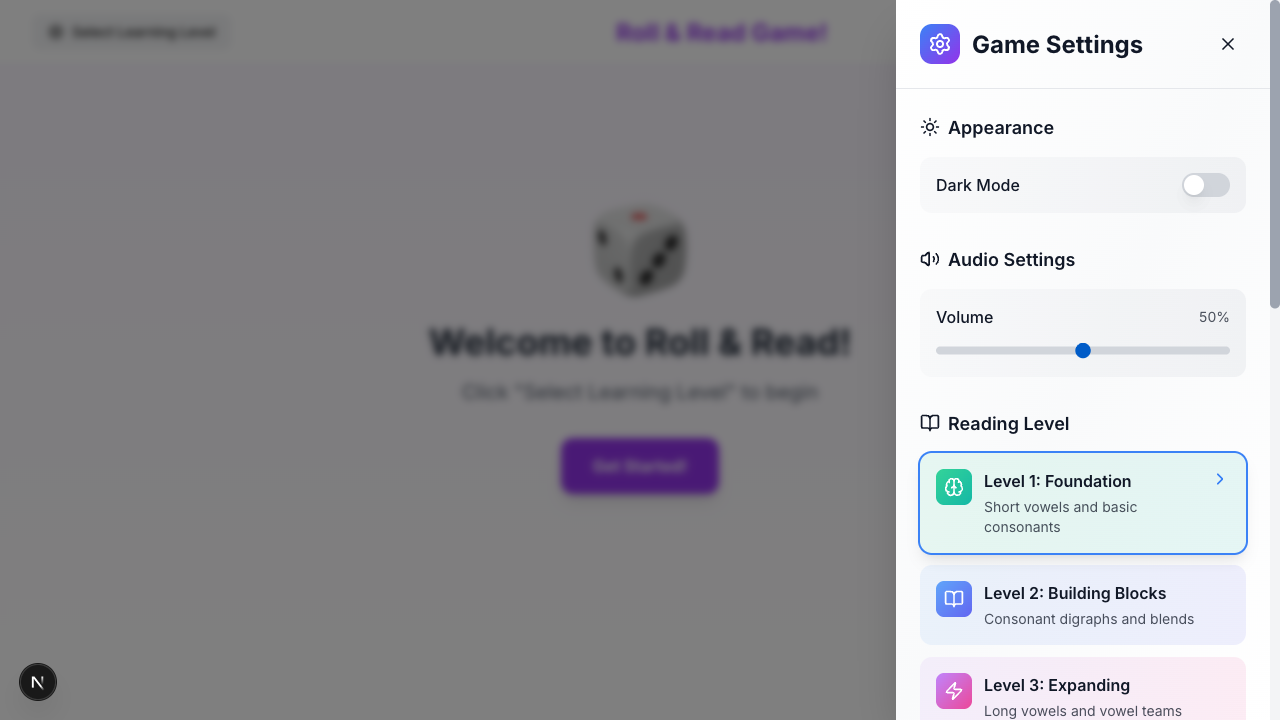 Select Learning Level
Roll & Read Game!
Game Settings
Appearance
Dark Mode
Audio Settings
Volume
50%
Reading Level
Level 1: Foundation
Short vowels and basic
consonants
Level 2: Building Blocks
Consonant digraphs and blends
Level 3: Expanding
Long vowels and vowel teams
Welcome to Roll & Read!
Click "Select Learning Level" to begin
Get Started!
N